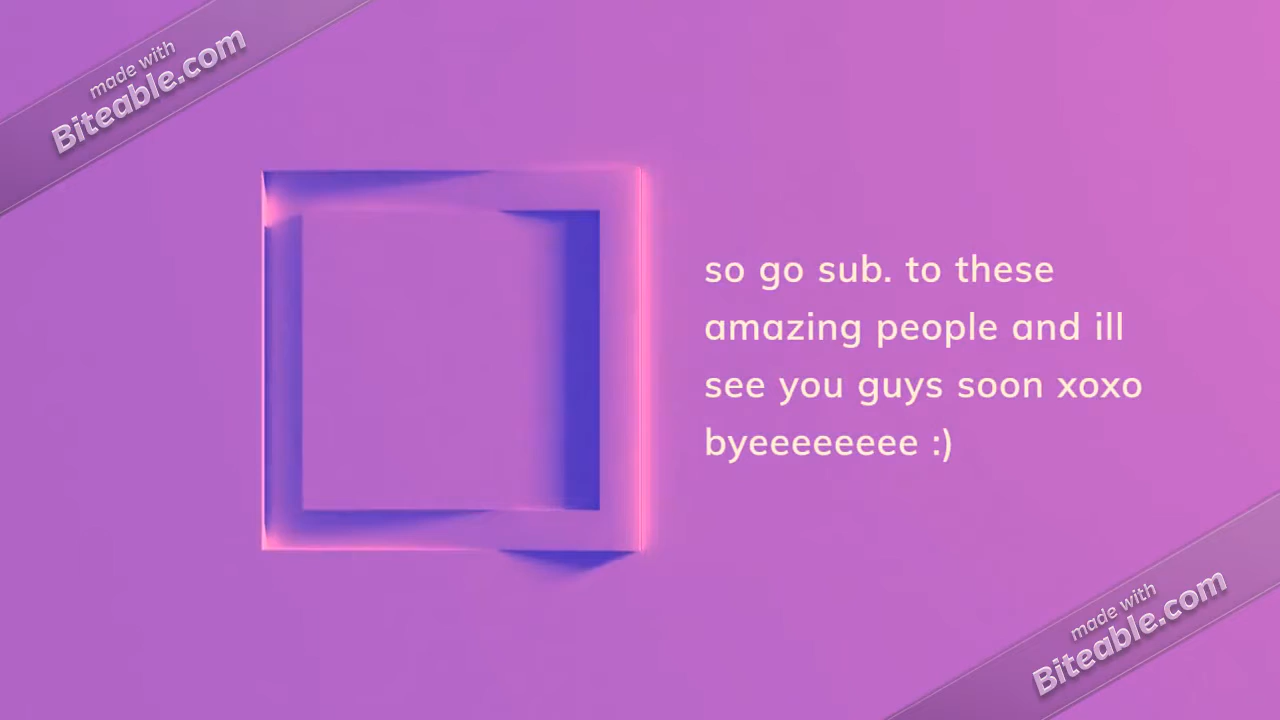 made with
Biteable.com
so go sub. to these
amazing people and ill
see you guys soon xoxo
byeeeeeeee :)
made with
Biteable.com